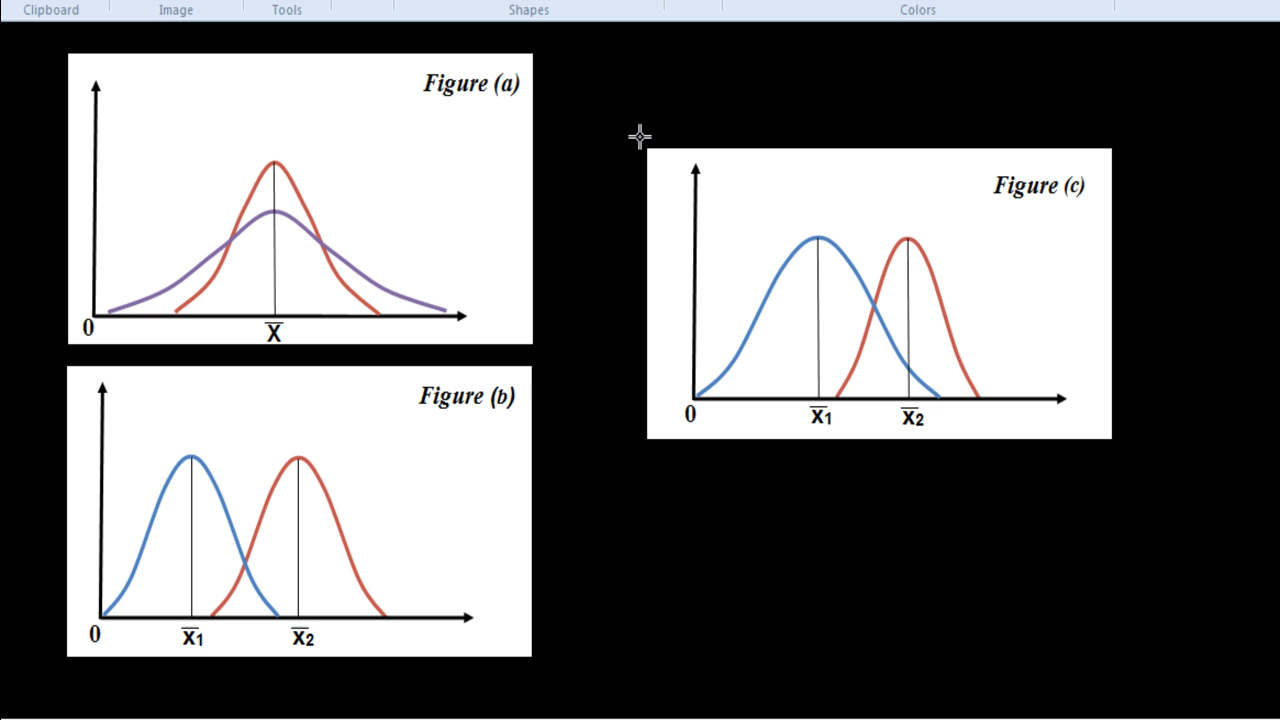 Clipboard Image Tools Shapes Colors
Figure (a)
0
X̅
Figure (b)
0
x̅1 x̅2
Figure (c)
0
x̅1 x̅2